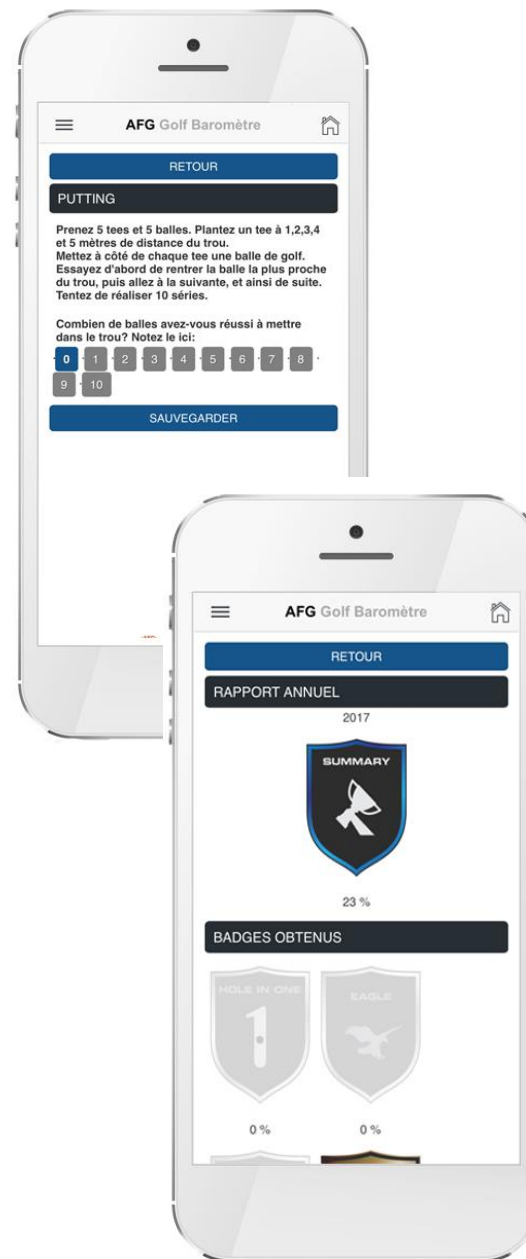 AFG Golf Baromètre
RETOUR
PUTTING
Prenez 5 tees et 5 balles. Plantez un tee à 1,2,3,4
et 5 mètres de distance du trou.
Mettez à côté de chaque tee une balle de golf.
Essayez d'abord de rentrer la balle la plus proche
du trou, puis allez à la suivante, et ainsi de suite.
Tentez de réaliser 10 séries.
Combien de balles avez-vous réussi à mettre
dans le trou? Notez le ici:
0 1 2 3 4 5 6 7 8
9 10
SAUVEGARDER
AFG Golf Baromètre
RETOUR
RAPPORT ANNUEL
2017
SUMMARY
23 %
BADGES OBTENUS
HOLE IN ONE EAGLE
1
0 % 0 %